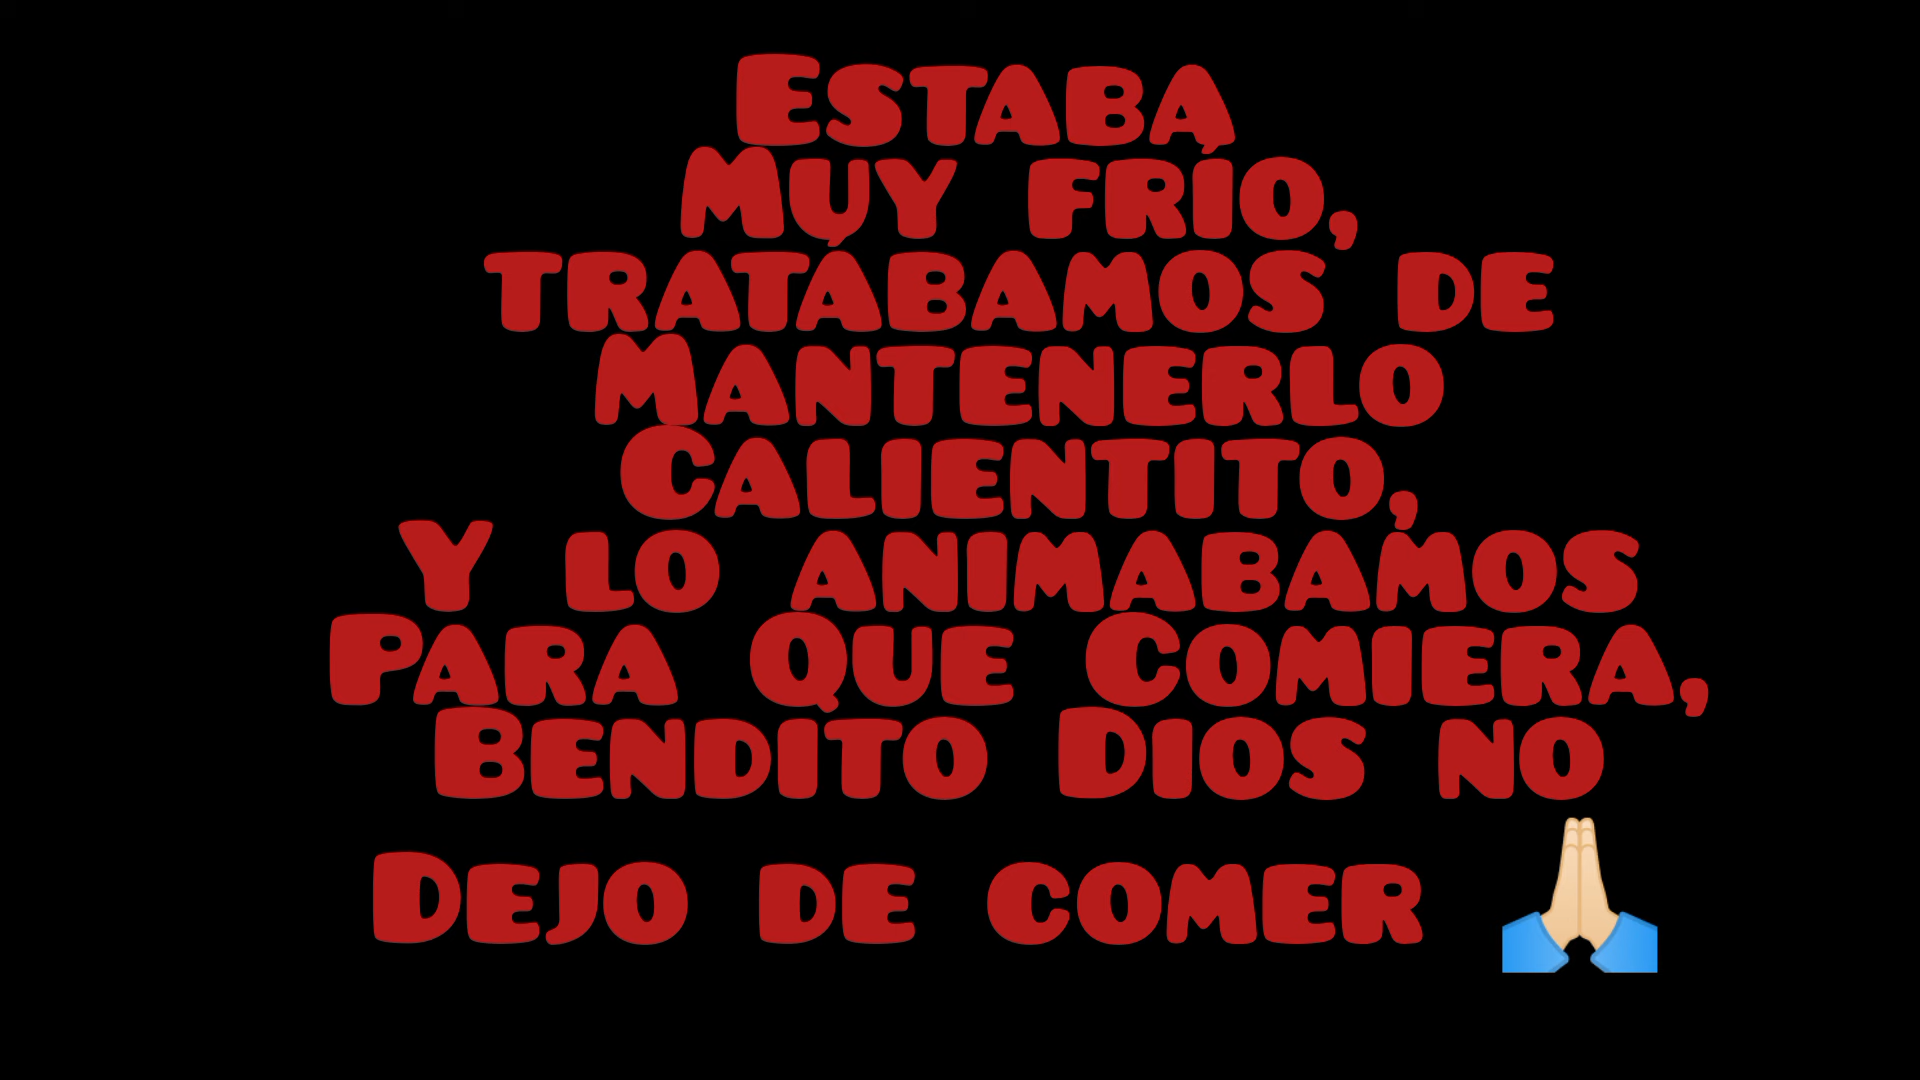 Estaba
Muy frío,
tratábamos de
Mantenerlo
Calientito,
Y lo animabamos
Para Que Comiera,
Bendito Dios no
Dejo de comer 🙏🏻